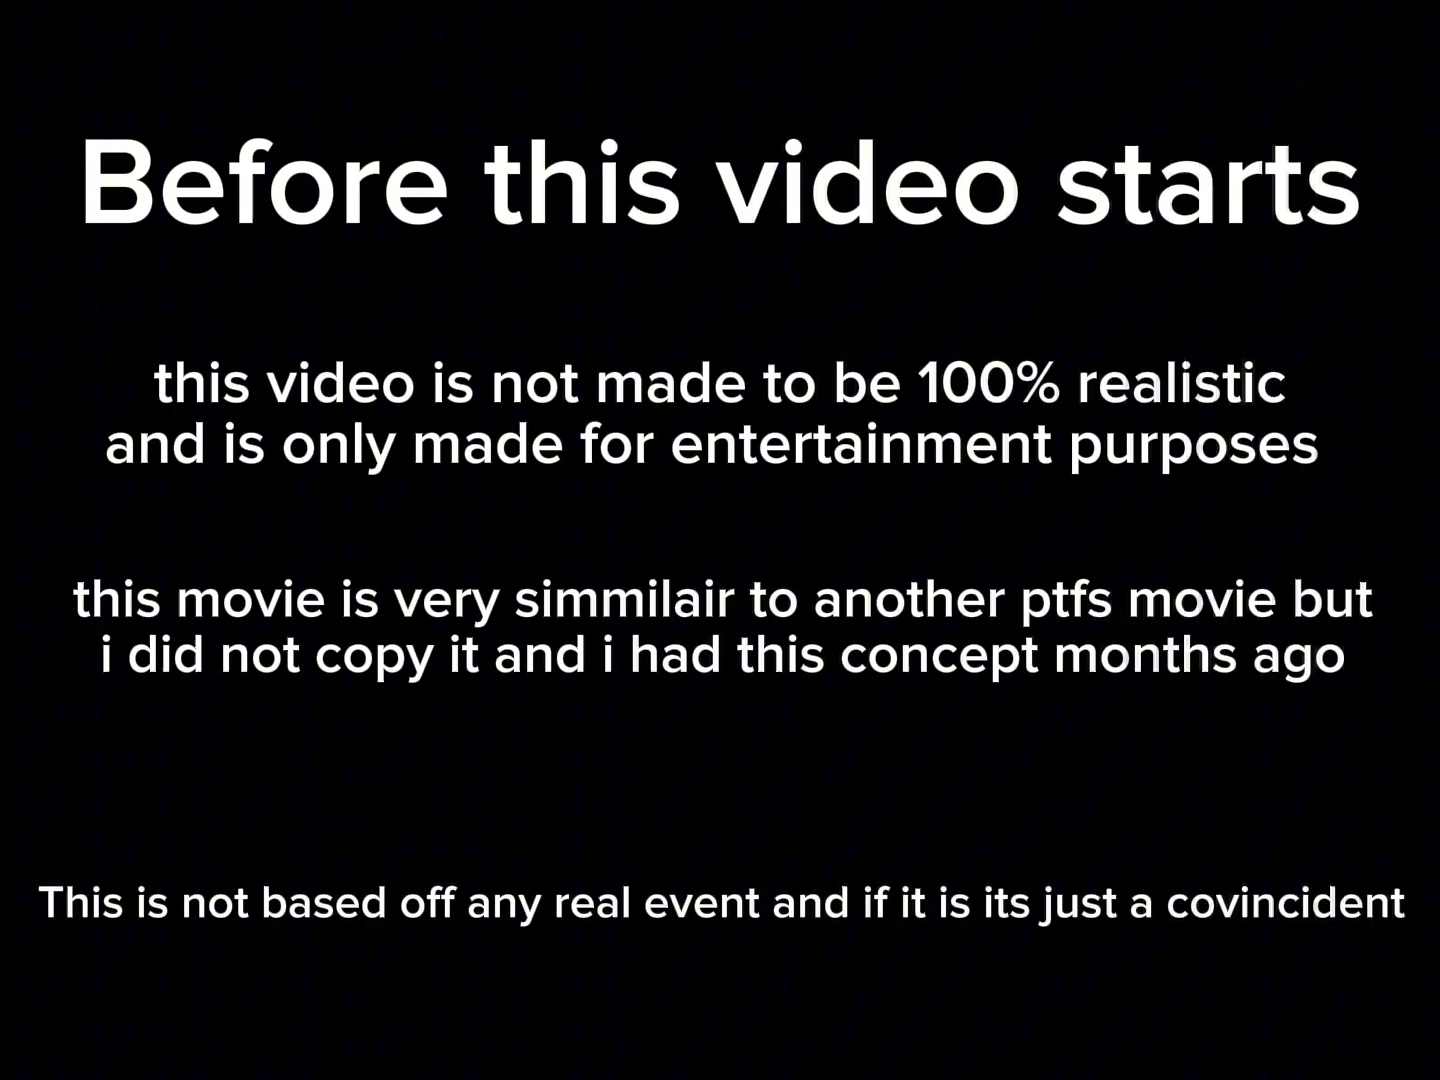 Before this video starts
this video is not made to be 100% realistic
and is only made for entertainment purposes
this movie is very simmilair to another ptfs movie but
i did not copy it and i had this concept months ago
This is not based off any real event and if it is its just a covincident